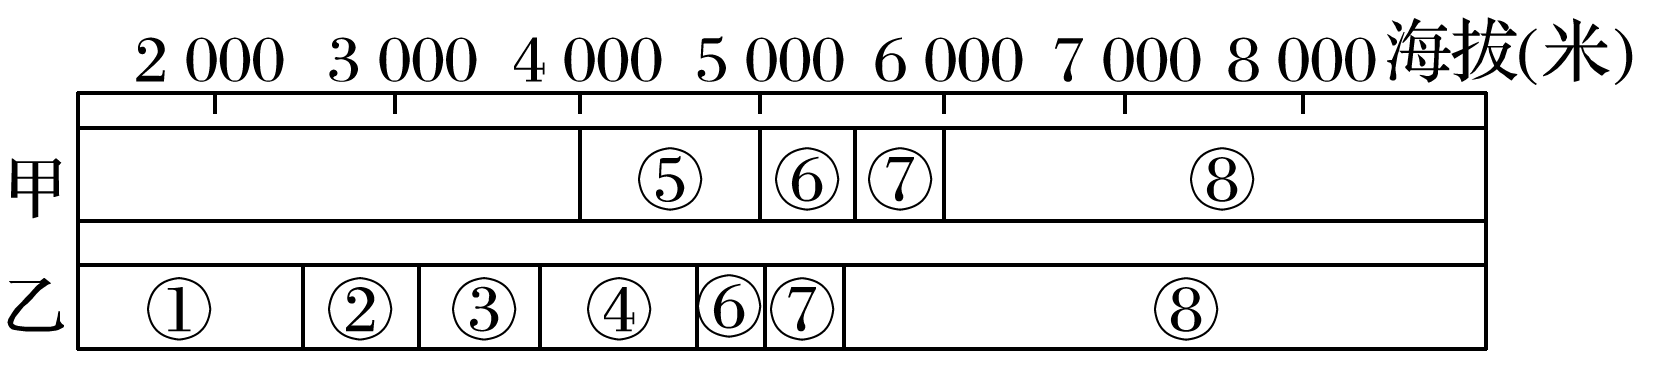 2 000 3 000 4 000 5 000 6 000 7 000 8 000 海拔(米)
甲 ⑤ ⑥ ⑦ ⑧
乙 ① ② ③ ④ ⑥ ⑦ ⑧